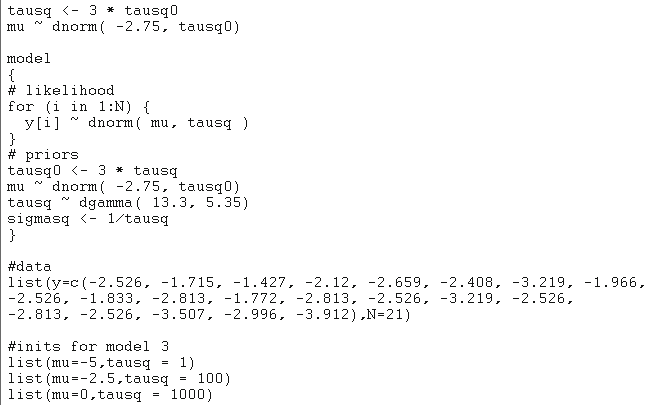 tausq <- 3 * tausq0
mu ~ dnorm( -2.75, tausq0)
model
{
# likelihood
for (i in 1:N) {
y[i] ~ dnorm( mu, tausq )
}
# priors
tausq0 <- 3 * tausq
mu ~ dnorm( -2.75, tausq0)
tausq ~ dgamma( 13.3, 5.35)
sigmasq <- 1/tausq
}
#data
list(y=c(-2.526, -1.715, -1.427, -2.12, -2.659, -2.408, -3.219, -1.966,
-2.526, -1.833, -2.813, -1.772, -2.813, -2.526, -3.219, -2.526,
-2.813, -2.526, -3.507, -2.996, -3.912),N=21)
#inits for model 3
list(mu=-5,tausq = 1)
list(mu=-2.5,tausq = 100)
list(mu=0,tausq = 1000)